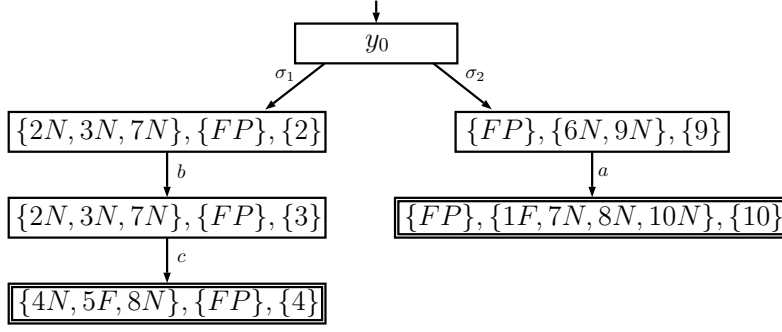 y₀
σ₁ σ₂
{2N, 3N, 7N}, {FP}, {2} {FP}, {6N, 9N}, {9}
b a
{2N, 3N, 7N}, {FP}, {3} {FP}, {1F, 7N, 8N, 10N}, {10}
c
{4N, 5F, 8N}, {FP}, {4}